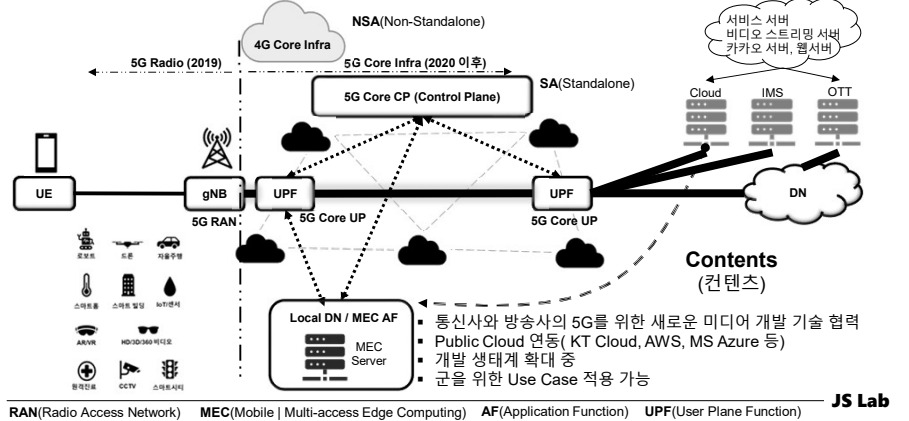 NSA(Non-Standalone)
4G Core Infra
5G Radio (2019)
5G Core Infra (2020 이후)
SA(Standalone)
5G Core CP (Control Plane)
서비스 서버
비디오 스트리밍 서버
카카오 서버, 웹서버
Cloud
IMS
OTT
UE
gNB
UPF
UPF
DN
5G RAN
5G Core UP
5G Core UP
로보트
드론
자율주행
스마트폼
스마트 빌딩
IoT/센서
AR/VR
HD/3D/360 비디오
원격진료
CCTV
스마트시티
Contents
(컨텐츠)
Local DN / MEC AF
MEC
Server
▪ 통신사와 방송사의 5G를 위한 새로운 미디어 개발 기술 협력
▪ Public Cloud 연동( KT Cloud, AWS, MS Azure 등)
▪ 개발 생태계 확대 중
▪ 군을 위한 Use Case 적용 가능
JS Lab
RAN(Radio Access Network) MEC(Mobile | Multi-access Edge Computing) AF(Application Function) UPF(User Plane Function)